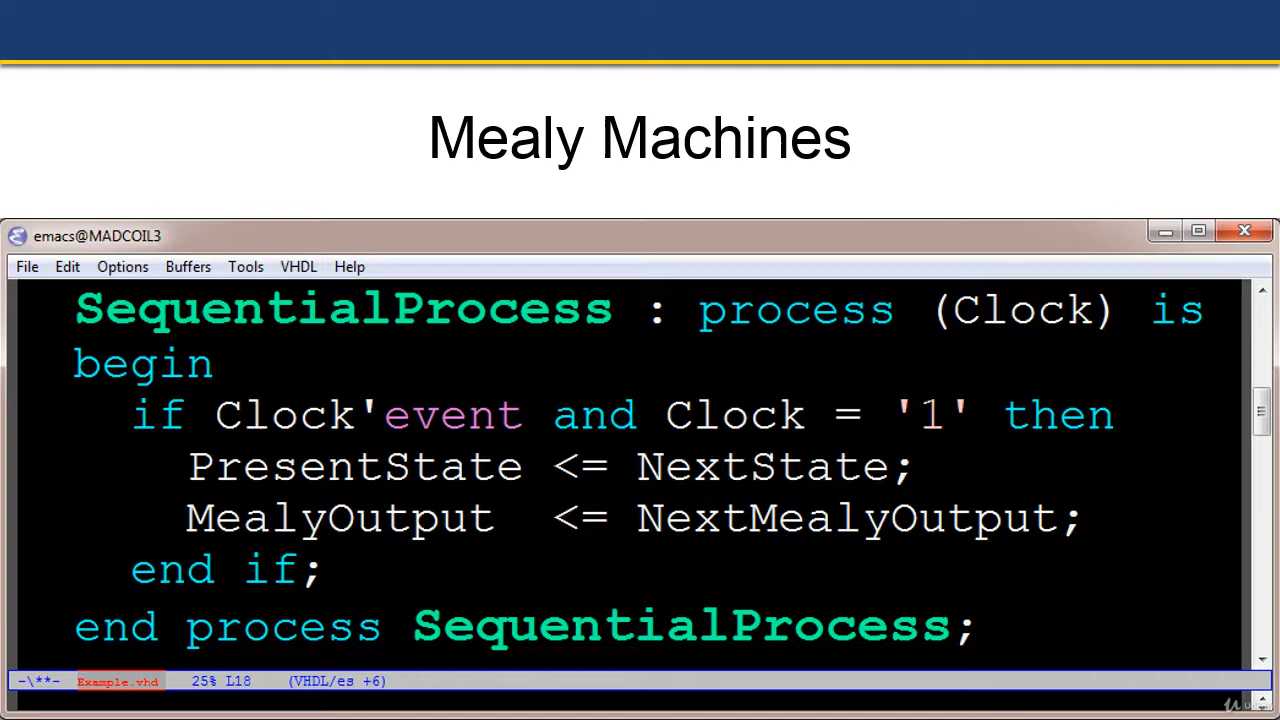 Mealy Machines
emacs@MADCOIL3
File Edit Options Buffers Tools VHDL Help
SequentialProcess : process (Clock) is
begin
if Clock'event and Clock = '1' then
PresentState <= NextState;
MealyOutput <= NextMealyOutput;
end if;
end process SequentialProcess;
-\**- Example.vhd 25% L18 (VHDL/es +6)